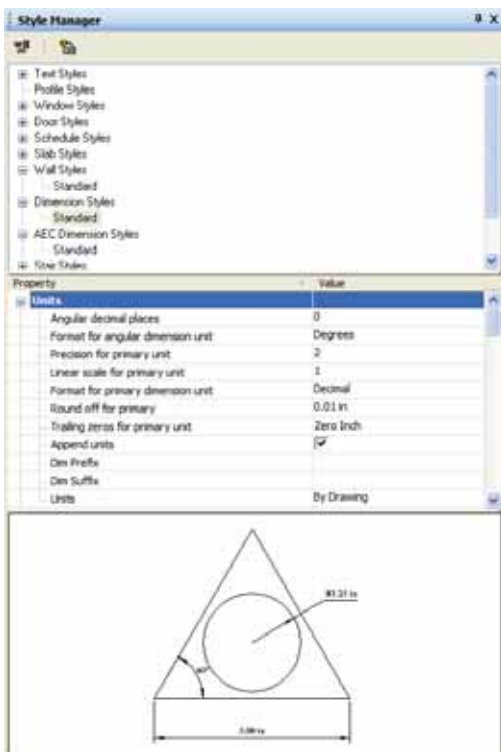 Style Manager
Text Styles
Profile Styles
Window Styles
Door Styles
Schedule Styles
Slab Styles
Wall Styles
Standard
Dimension Styles
Standard
AEC Dimension Styles
Standard
Styles
Property Value
Units
Angular decimal places 0
Format for angular dimension unit Degrees
Precision for primary unit 2
Linear scale for primary unit 1
Format for primary dimension unit Decimal
Round off for primary 0.01 in
Trailing zeros for primary unit Zero Inch
Append units
Dim Prefix
Dim Suffix
Units By Drawing